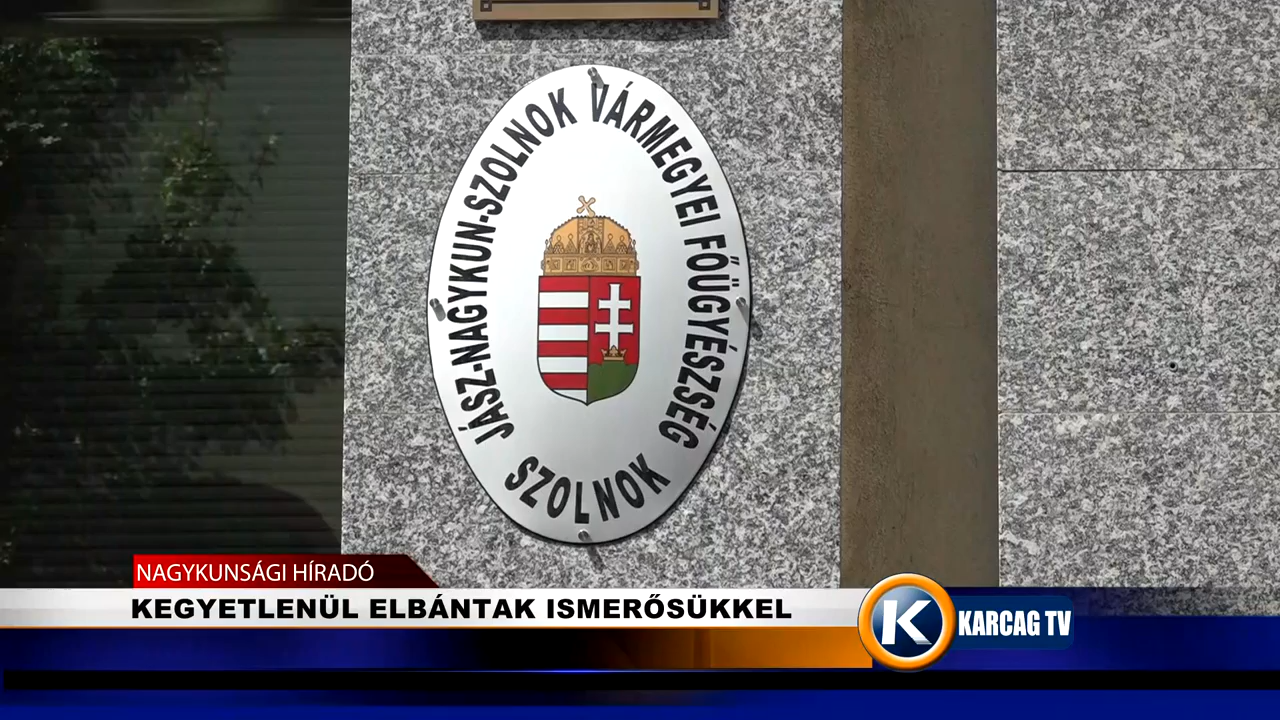 JÁSZ-NAGYKUN-SZOLNOK VÁRMEGYEI FŐÜGYÉSZSÉG
SZOLNOK
NAGYKUNSÁGI HÍRADÓ
KEGYETLENÜL ELBÁNTAK ISMERŐSÜKKEL
K KARCAG TV